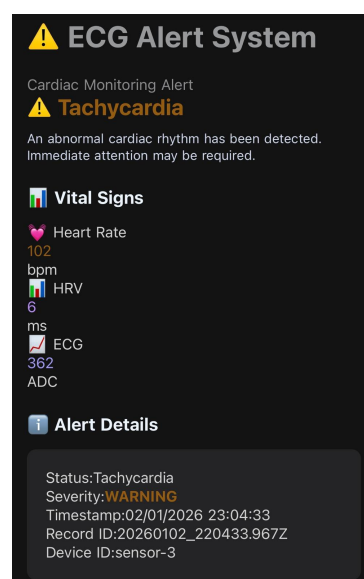 ⚠️ ECG Alert System
Cardiac Monitoring Alert
⚠️ Tachycardia
An abnormal cardiac rhythm has been detected.
Immediate attention may be required.
📊 Vital Signs
💓 Heart Rate
102
bpm
📊 HRV
6
ms
📈 ECG
362
ADC
ℹ️ Alert Details
Status:Tachycardia
Severity:WARNING
Timestamp:02/01/2026 23:04:33
Record ID:20260102_220433.967Z
Device ID:sensor-3